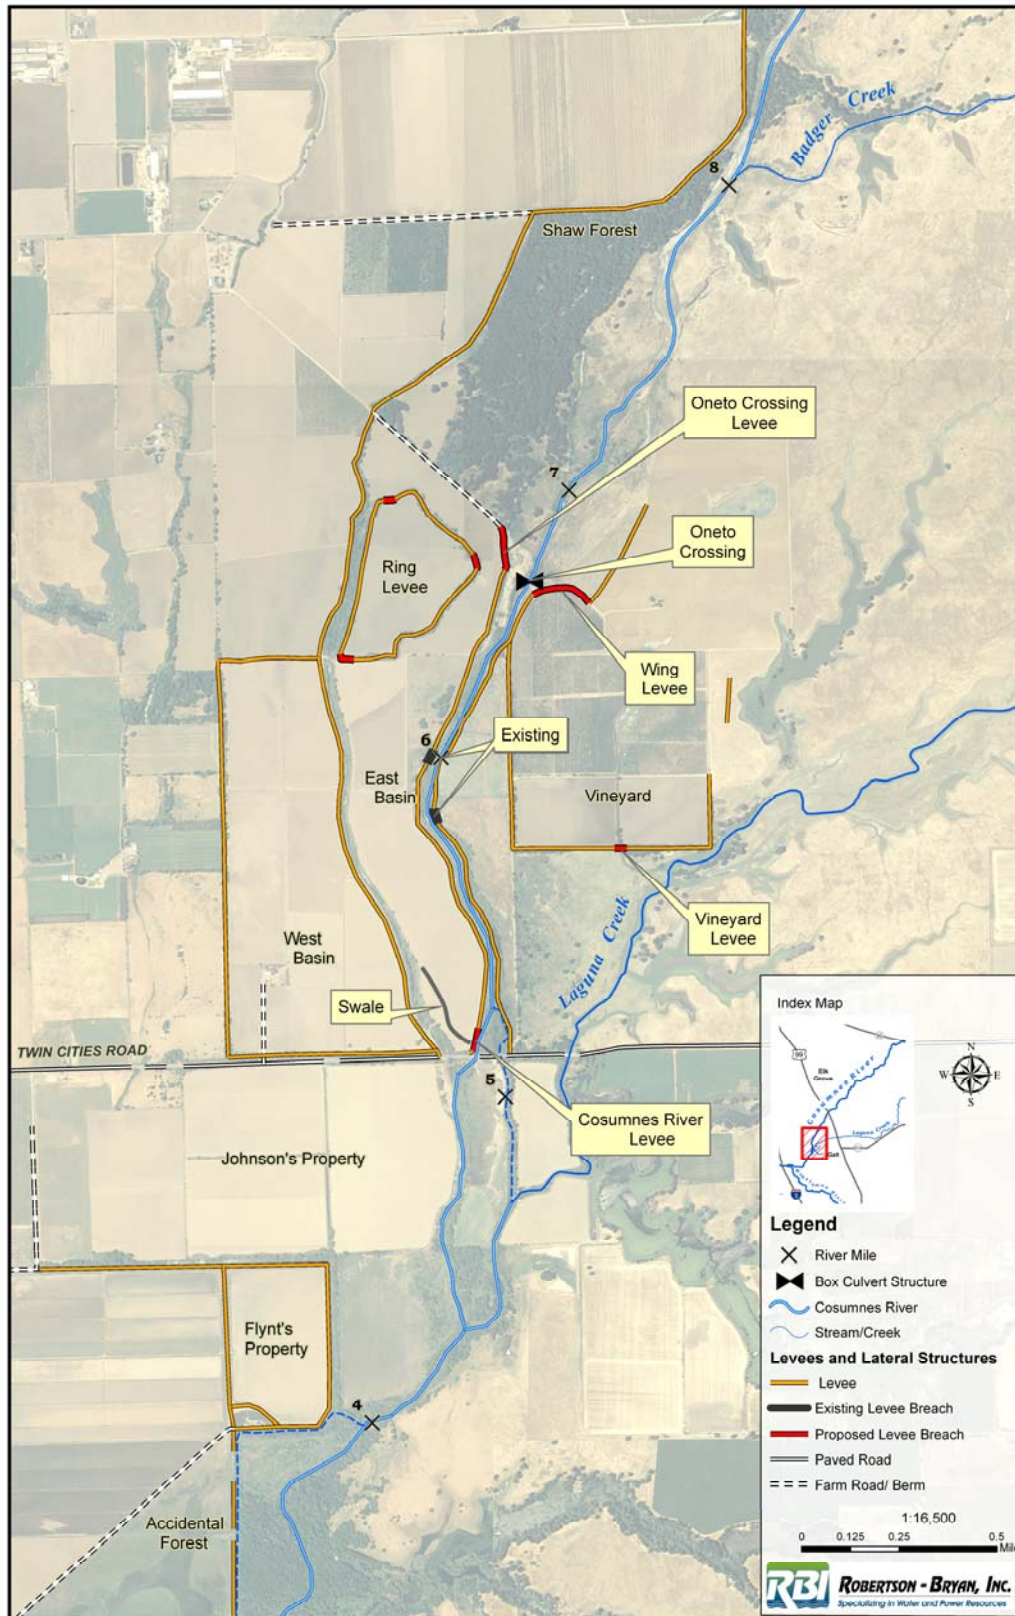 Badger Creek
8
Shaw Forest
Oneto Crossing
Levee
7
Oneto
Crossing
Ring
Levee
Wing
Levee
6
Existing
East
Basin
Vineyard
Vineyard
Levee
West
Basin
Laguna Creek
Swale
TWIN CITIES ROAD
5
Cosumnes River
Levee
Johnson's Property
Flynt's
Property
4
Accidental
Forest
Index Map
99
Elk
Cosumnes River
Laguna Creek
Galt
5
N
W E
S
Legend
River Mile
Box Culvert Structure
Cosumnes River
Stream/Creek
Levees and Lateral Structures
Levee
Existing Levee Breach
Proposed Levee Breach
Paved Road
Farm Road/ Berm
1:16,500
0 0.125 0.25 0.5
Mile
RBI ROBERTSON - BRYAN, INC.
Specializing in Water and Power Resources